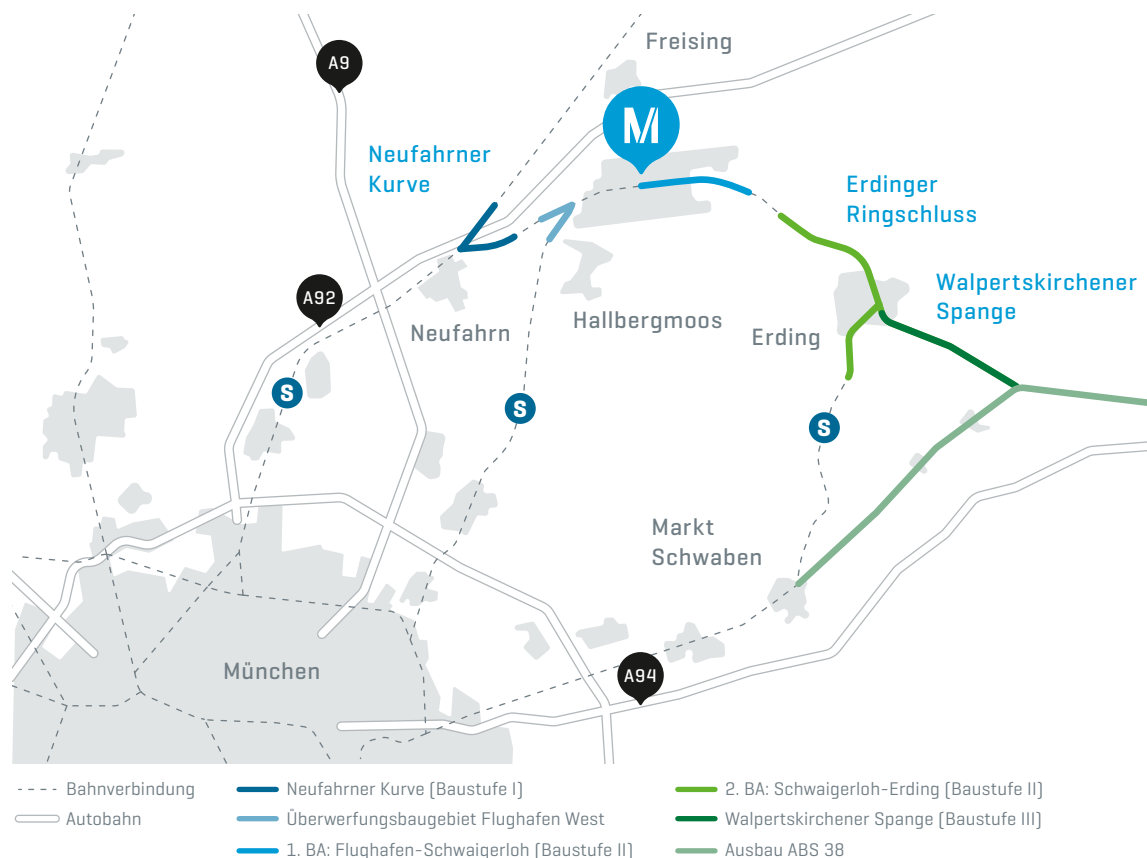 Freising
A9
M
Neufahrner
Kurve
Erdinger
Ringschluss
Walpertskirchener
Spange
A92
Neufahrn
Hallbergmoos
Erding
S
S
S
Markt
Schwaben
München
A94
Bahnverbindung
Autobahn
Neufahrner Kurve (Baustufe I)
Überwerfungsbaugebiet Flughafen West
1. BA: Flughafen-Schwaigerloh (Baustufe II)
2. BA: Schwaigerloh-Erding (Baustufe II)
Walpertskirchener Spange (Baustufe III)
Ausbau ABS 38